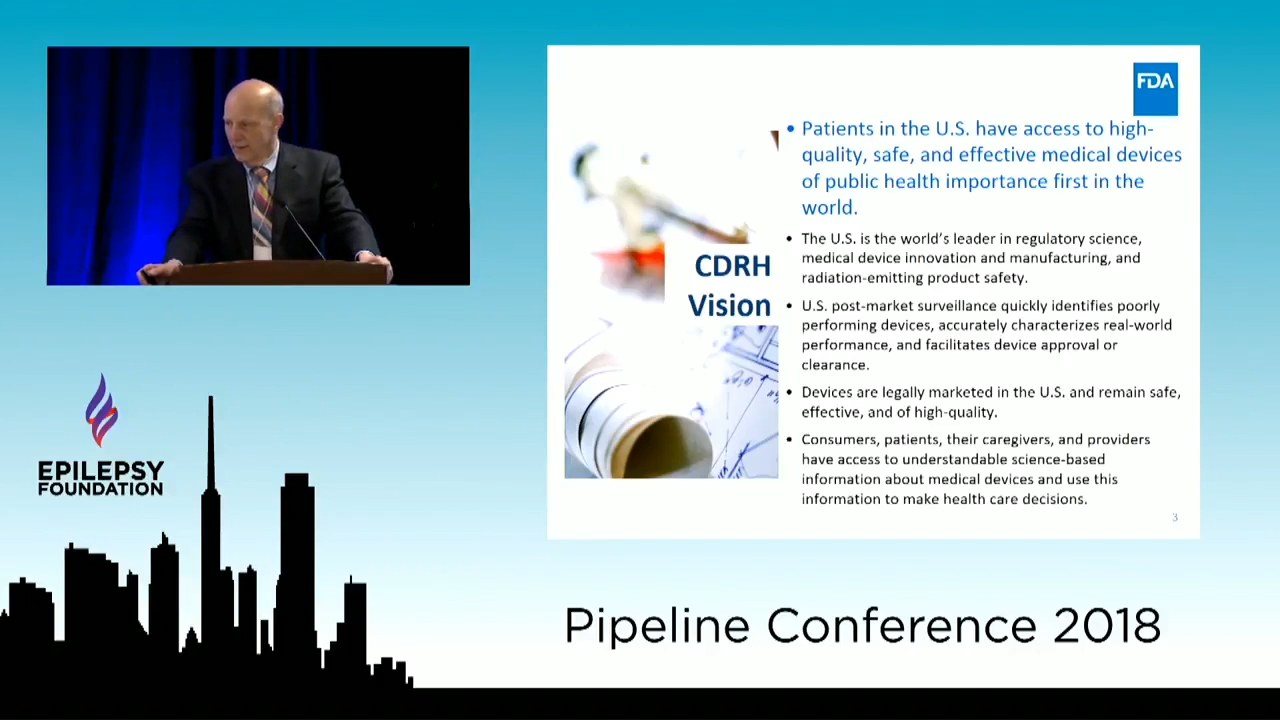 FDA
• Patients in the U.S. have access to high-
quality, safe, and effective medical devices
of public health importance first in the
world.
CDRH
Vision
• The U.S. is the world's leader in regulatory science,
medical device innovation and manufacturing, and
radiation-emitting product safety.
• U.S. post-market surveillance quickly identifies poorly
performing devices, accurately characterizes real-world
performance, and facilitates device approval or
clearance.
• Devices are legally marketed in the U.S. and remain safe,
effective, and of high-quality.
• Consumers, patients, their caregivers, and providers
have access to understandable science-based
information about medical devices and use this
information to make health care decisions.
3
EPILEPSY
FOUNDATION
Pipeline Conference 2018